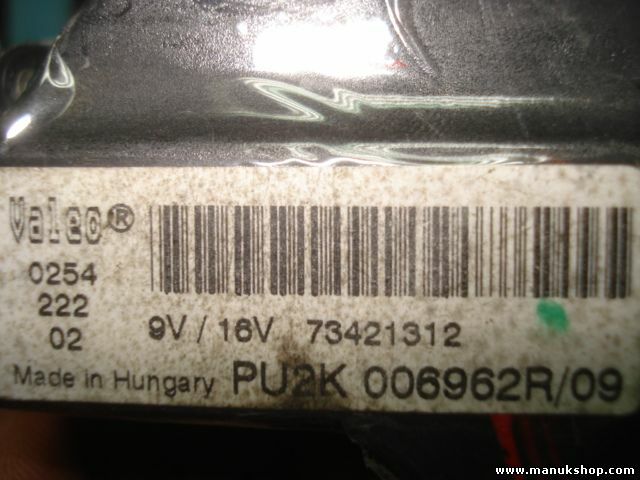 Valeo®
0254
222
02
9V / 16V 73421312
Made in Hungary PU2K 006962R/09
www.manukshop.com